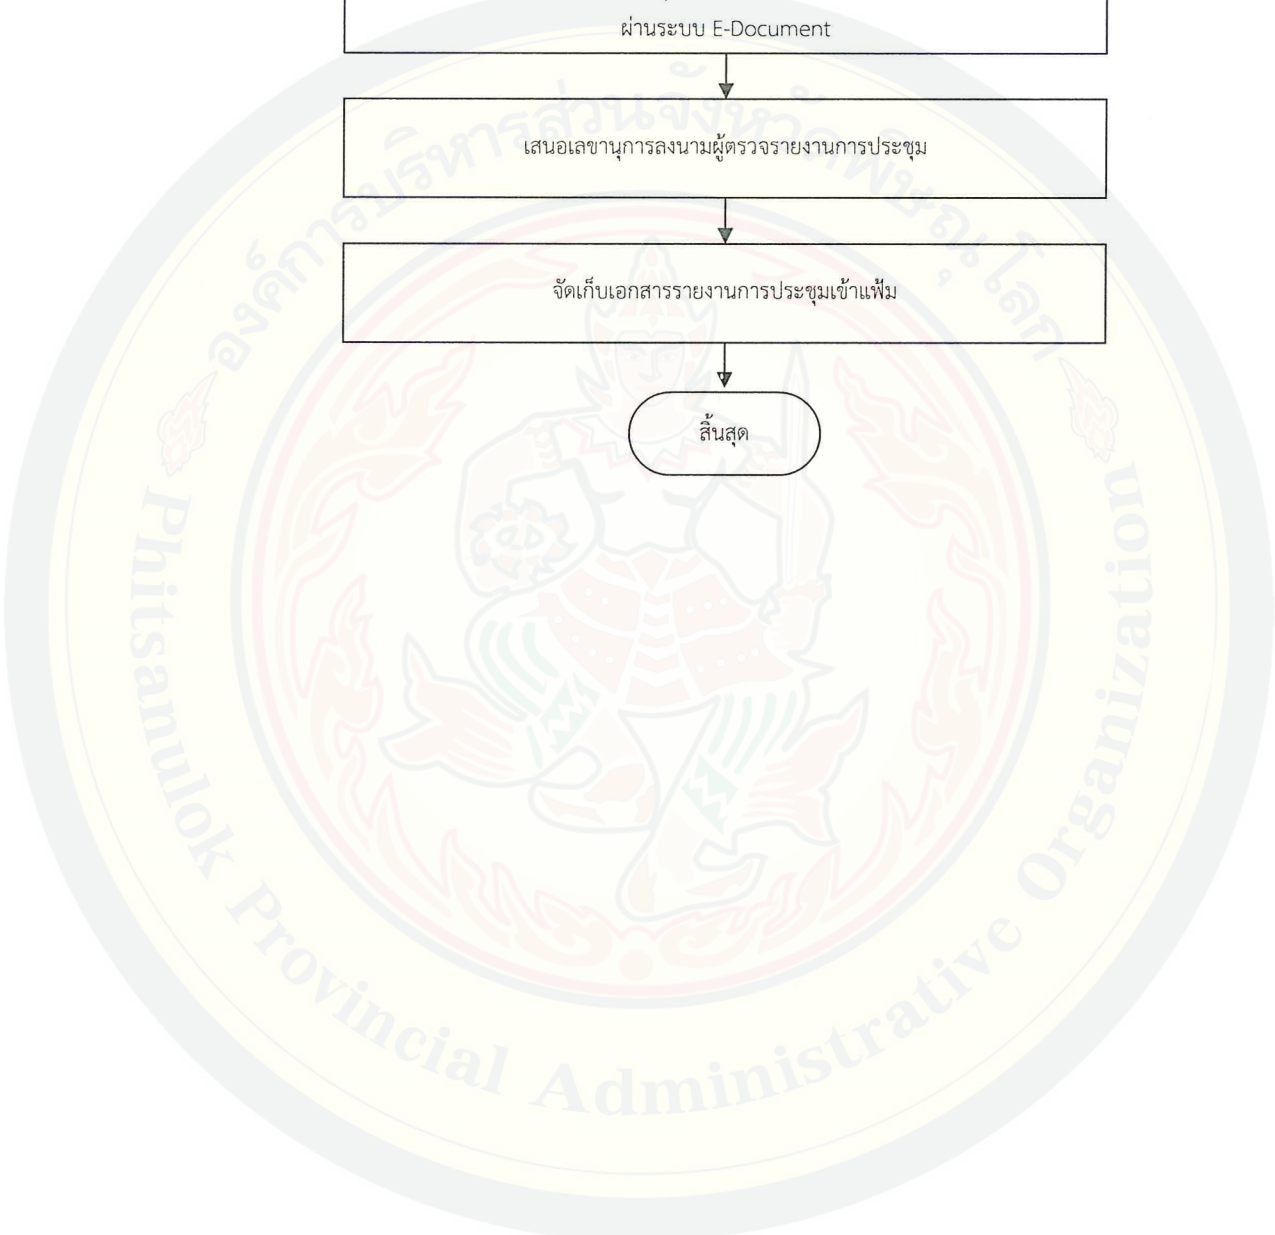 ผ่านระบบ E-Document
เสนอเลขานุการลงนามผู้ตรวจรายงานการประชุม
จัดเก็บเอกสารรายงานการประชุมเข้าแฟ้ม
สิ้นสุด
องค์การบริหารส่วนจังหวัดพิษณุโลก
Phitsanulok Provincial Administrative Organization